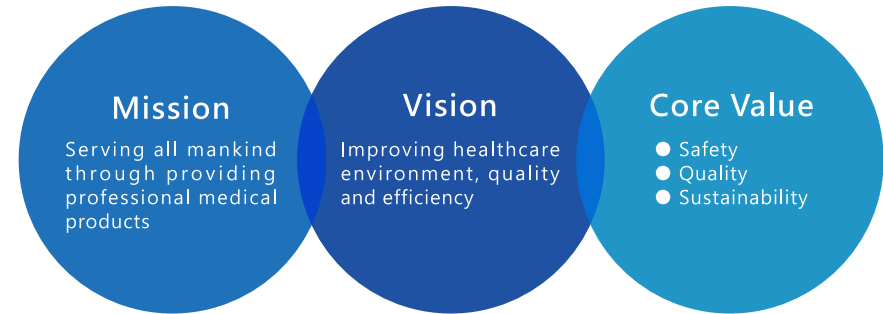 Mission
Serving all mankind
through providing
professional medical
products
Vision
Improving healthcare
environment, quality
and efficiency
Core Value
● Safety
● Quality
● Sustainability